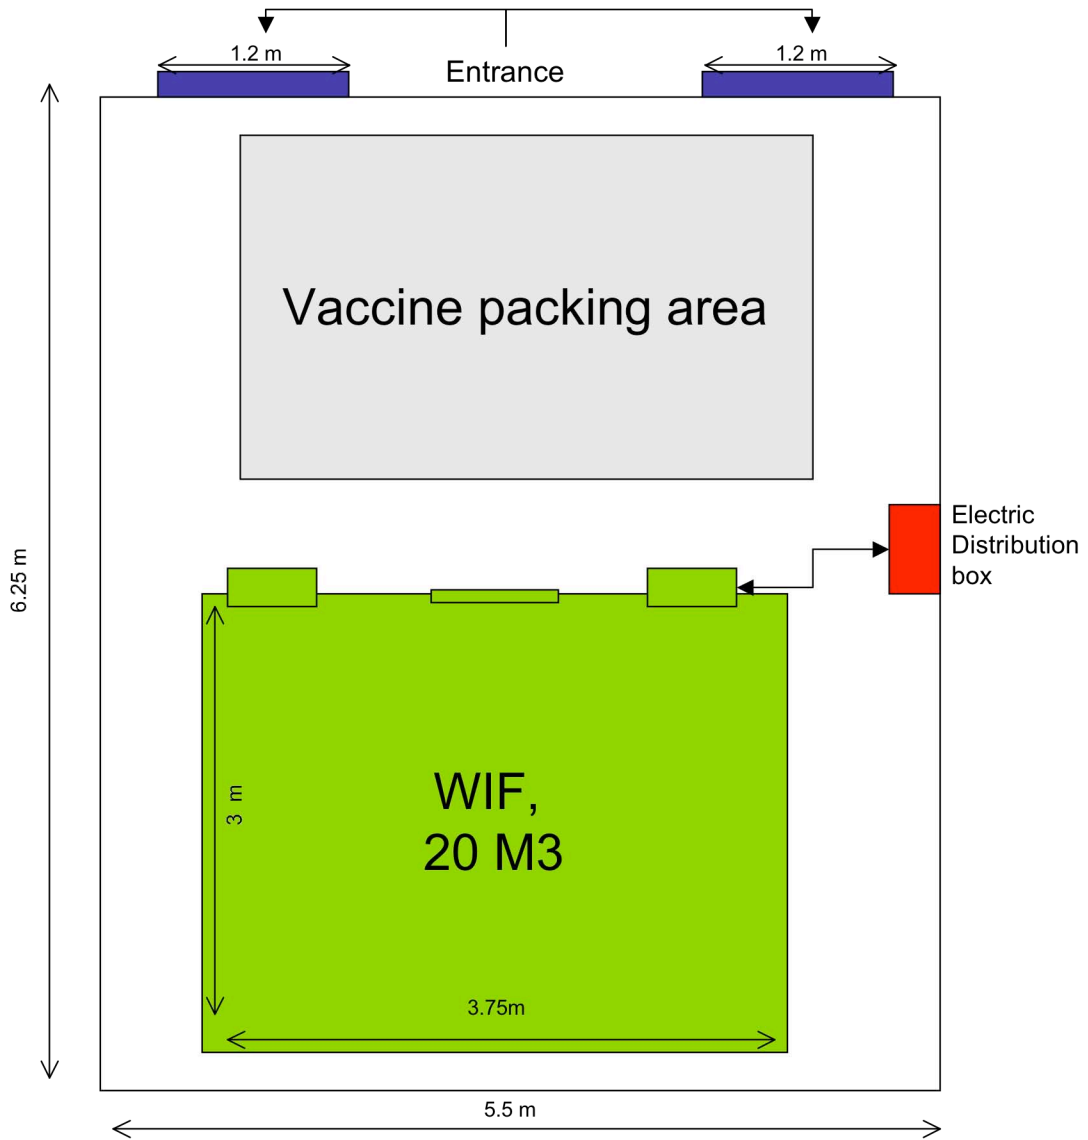 1.2 m
1.2 m
Entrance
Vaccine packing area
Electric
Distribution
box
6.25 m
WIF,
20 M3
3 m
3.75m
5.5 m